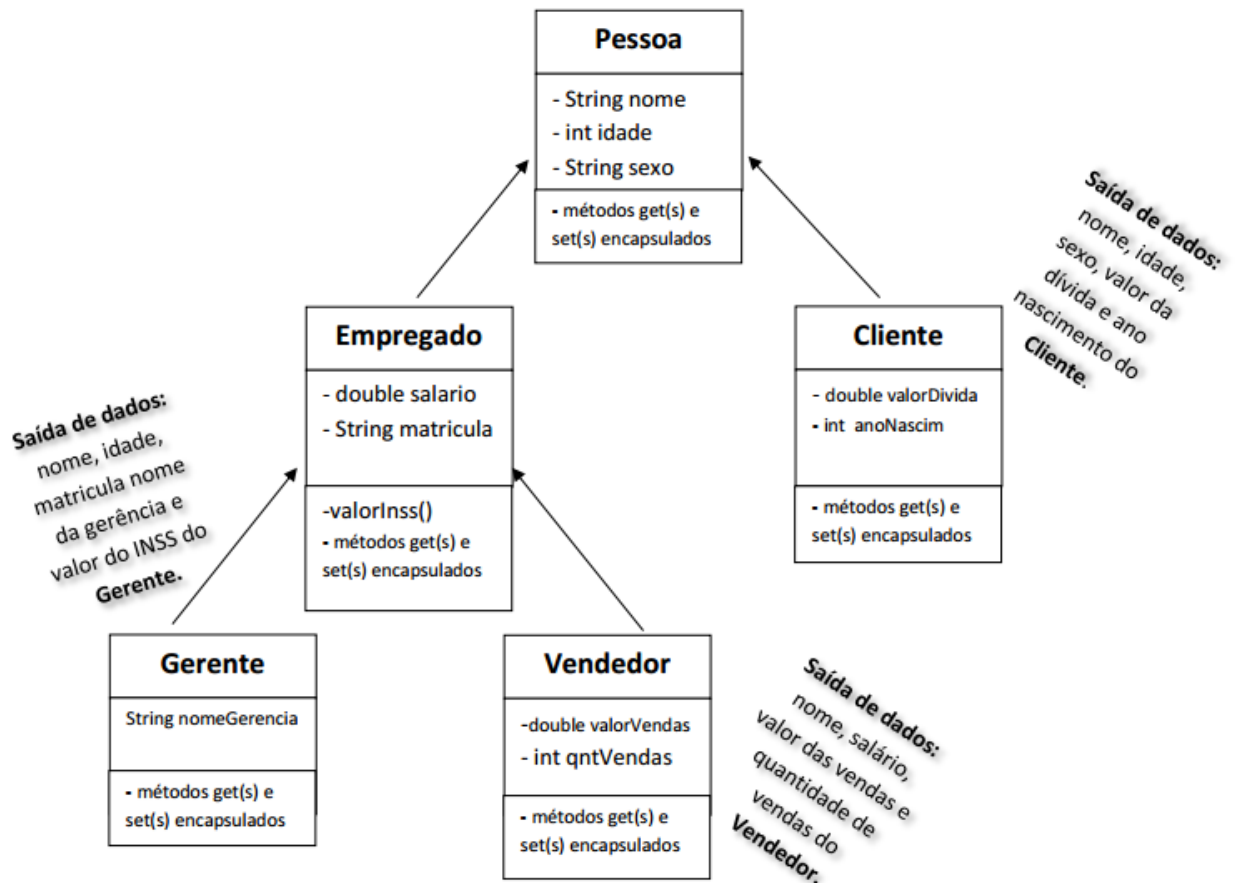 Pessoa
- String nome
- int idade
- String sexo
- métodos get(s) e
set(s) encapsulados
Saída de dados:
nome, idade,
sexo, valor da
dívida e ano
nascimento do
Cliente.
Empregado
- double salario
- String matricula
-valorInss()
- métodos get(s) e
set(s) encapsulados
Cliente
- double valorDivida
- int anoNascim
- métodos get(s) e
set(s) encapsulados
Saída de dados:
nome, idade,
matricula nome
da gerência e
valor do INSS do
Gerente.
Gerente
String nomeGerencia
- métodos get(s) e
set(s) encapsulados
Vendedor
-double valorVendas
- int qntVendas
- métodos get(s) e
set(s) encapsulados
Saída de dados:
nome, salário,
valor das vendas e
quantidade de
vendas do
Vendedor.